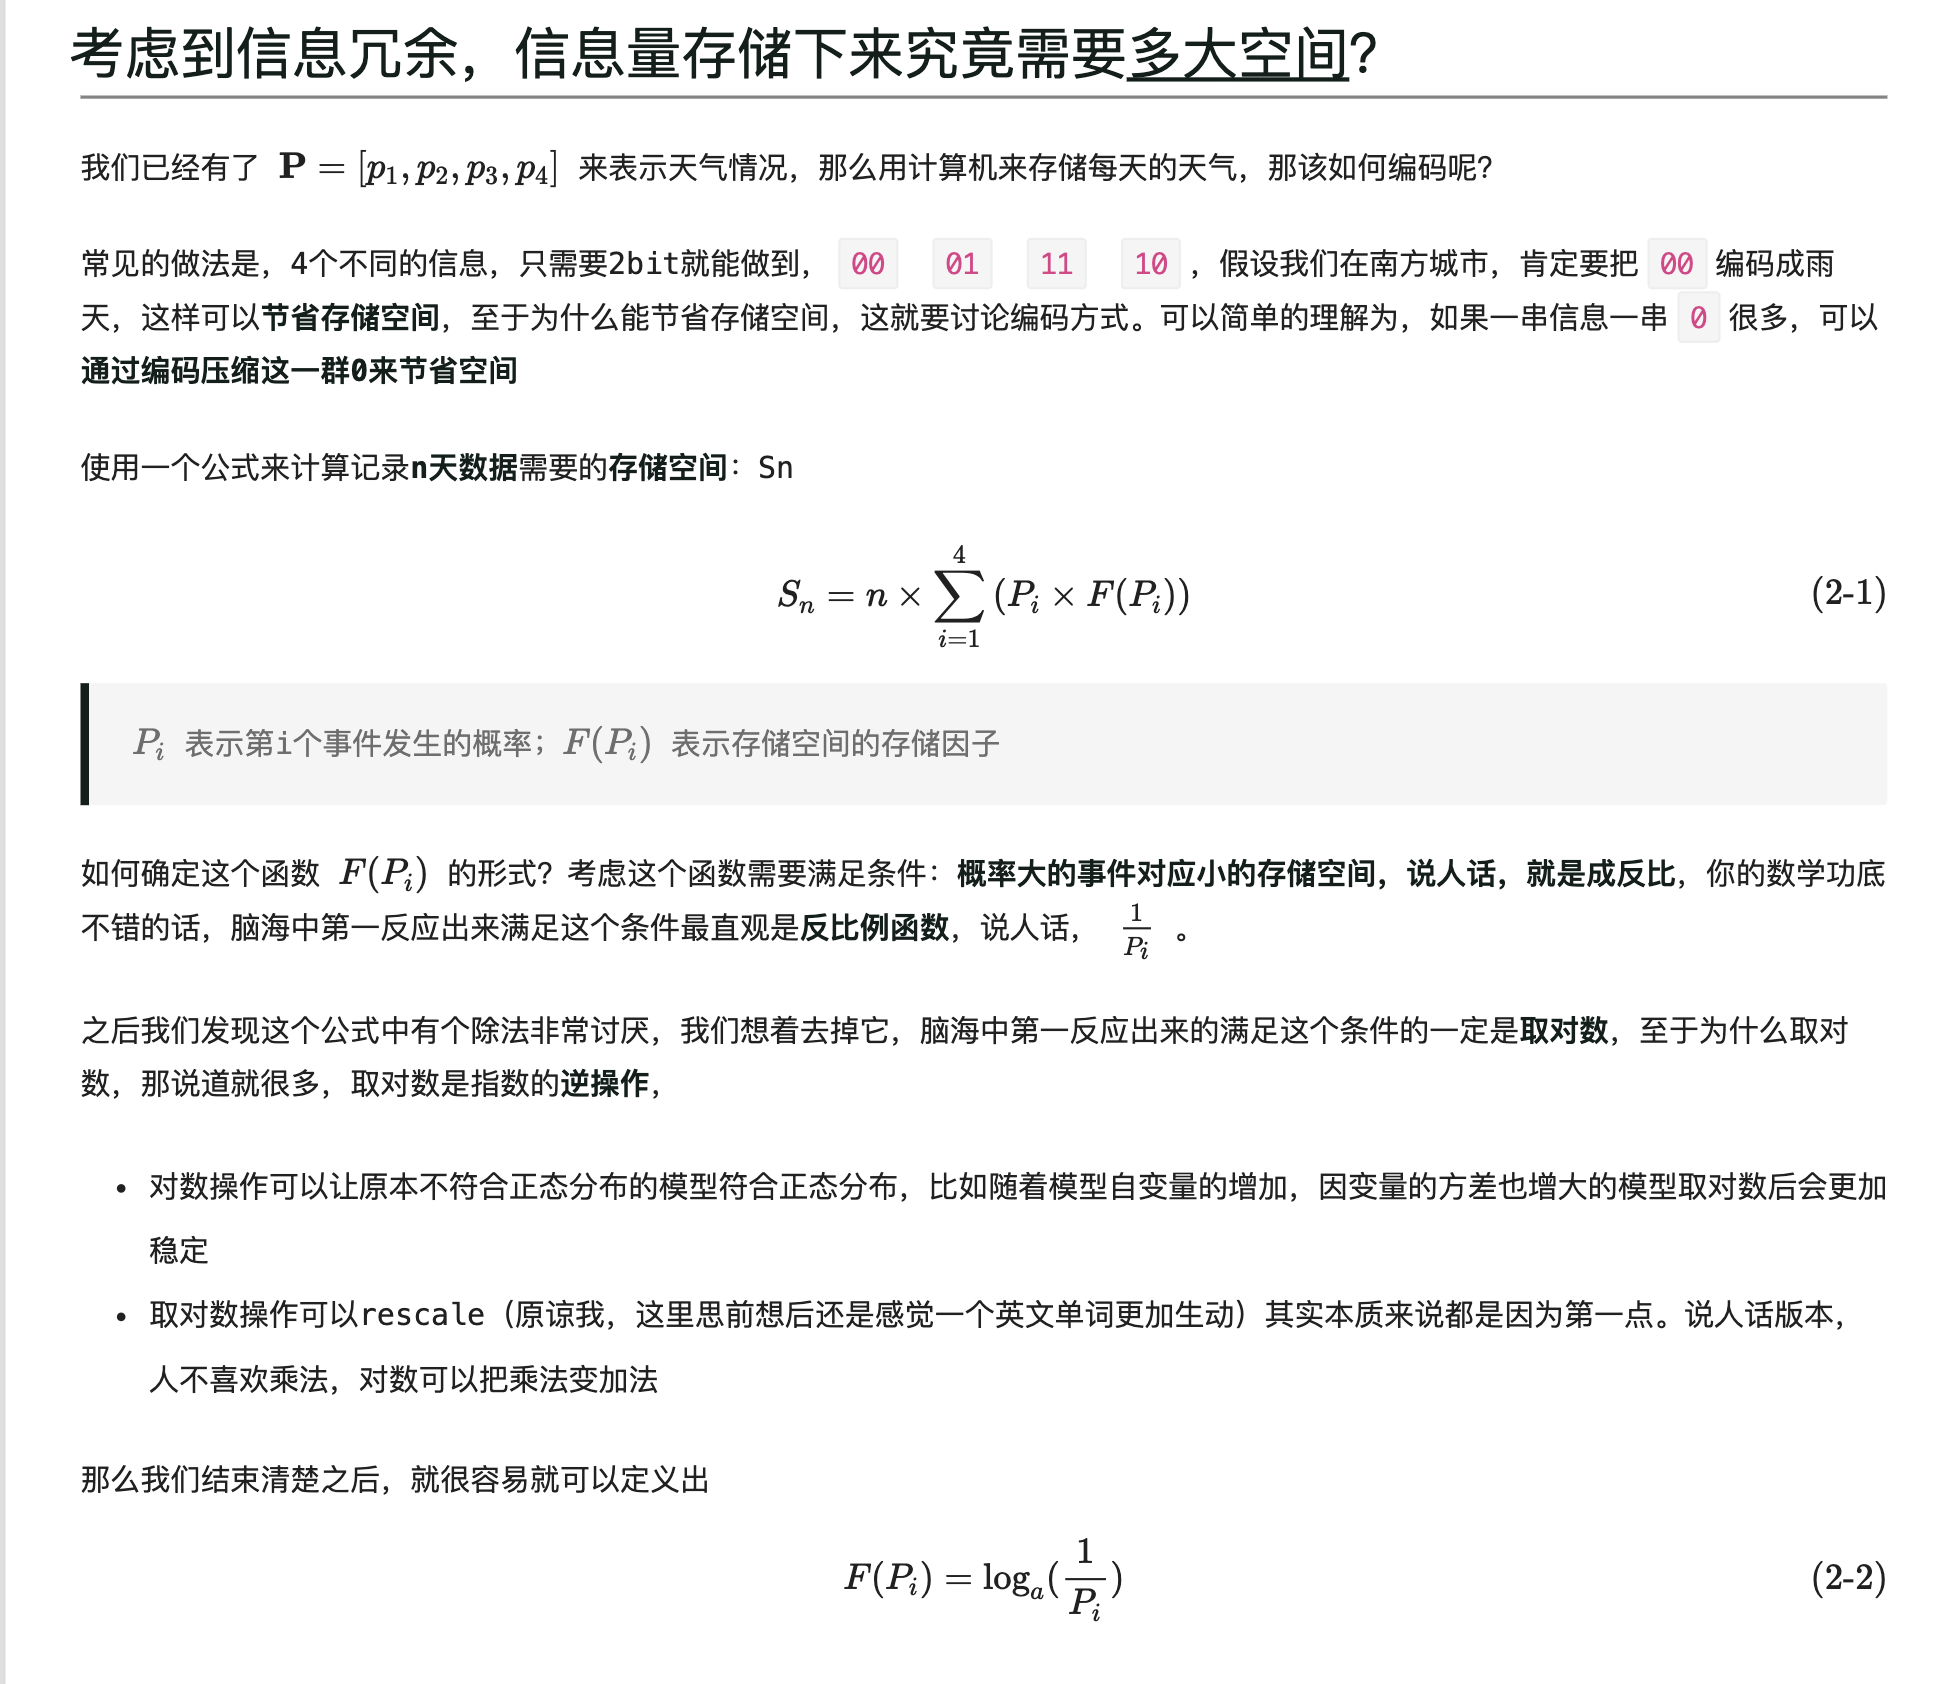 考虑到信息冗余，信息量存储下来究竟需要多大空间？
我们已经有了 P = [p₁, p₂, p₃, p₄] 来表示天气情况，那么用计算机来存储每天的天气，那该如何编码呢？
常见的做法是，4个不同的信息，只需要2bit就能做到， 00 01 11 10 ，假设我们在南方城市，肯定要把 00 编码成雨
天，这样可以节省存储空间，至于为什么能节省存储空间，这就要讨论编码方式。可以简单的理解为，如果一串信息一串 0 很多，可以
通过编码压缩这一群0来节省空间
使用一个公式来计算记录n天数据需要的存储空间：Sn
Sₙ = n × ∑_{i=1}^{4} (Pᵢ × F(Pᵢ)) (2-1)
Pᵢ 表示第i个事件发生的概率；F(Pᵢ) 表示存储空间的存储因子
如何确定这个函数 F(Pᵢ) 的形式？考虑这个函数需要满足条件：概率大的事件对应小的存储空间，说人话，就是成反比，你的数学功底
不错的话，脑海中第一反应出来满足这个条件最直观是反比例函数，说人话， 1/Pᵢ 。
之后我们发现这个公式中有个除法非常讨厌，我们想着去掉它，脑海中第一反应出来的满足这个条件的一定是取对数，至于为什么取对
数，那说道就很多，取对数是指数的逆操作，
• 对数操作可以让原本不符合正态分布的模型符合正态分布，比如随着模型自变量的增加，因变量的方差也增大的模型取对数后会更加
稳定
• 取对数操作可以rescale（原谅我，这里思前想后还是感觉一个英文单词更加生动）其实本质来说都是因为第一点。说人话版本，
人不喜欢乘法，对数可以把乘法变加法
那么我们结束清楚之后，就很容易就可以定义出
F(Pᵢ) = logₐ(1/Pᵢ) (2-2)